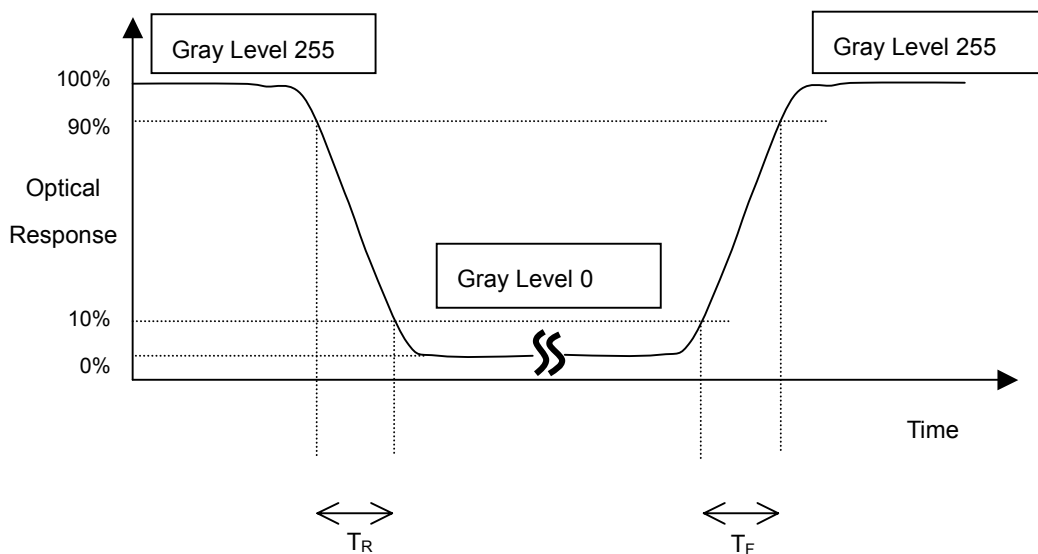 Gray Level 255
Gray Level 255
100%
90%
Optical
Response
Gray Level 0
10%
0%
Time
TR
TF